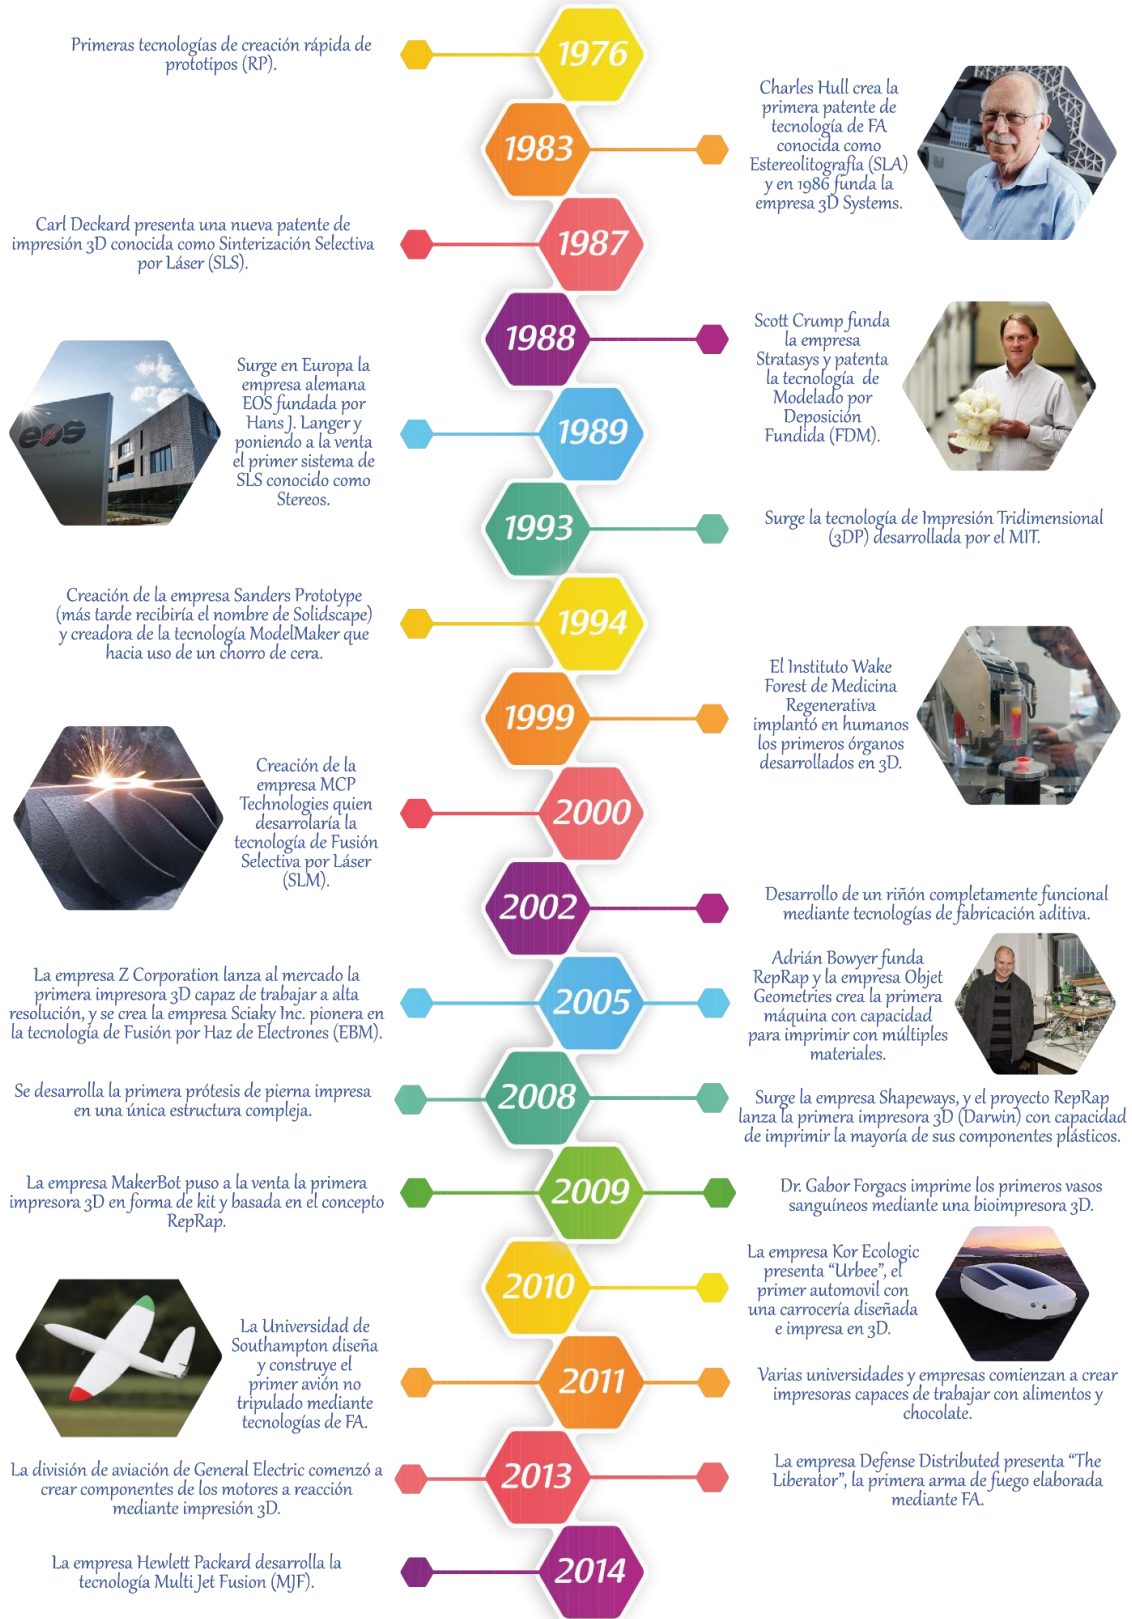 1976
Primeras tecnologías de creación rápida de
prototipos (RP).
1983
Charles Hull crea la
primera patente de
tecnología de FA
conocida como
Estereolitografía (SLA)
y en 1986 funda la
empresa 3D Systems.
1987
Carl Deckard presenta una nueva patente de
impresión 3D conocida como Sinterización Selectiva
por Láser (SLS).
1988
Scott Crump funda
la empresa
Stratasys y patenta
la tecnología de
Modelado por
Deposición
Fundida (FDM).
1989
eos
Surge en Europa la
empresa alemana
EOS fundada por
Hans J. Langer y
poniendo a la venta
el primer sistema de
SLS conocido como
Stereos.
1993
Surge la tecnología de Impresión Tridimensional
(3DP) desarrollada por el MIT.
1994
Creación de la empresa Sanders Prototype
(más tarde recibiría el nombre de Solidscape)
y creadora de la tecnología ModelMaker que
hacia uso de un chorro de cera.
1999
El Instituto Wake
Forest de Medicina
Regenerativa
implantó en humanos
los primeros órganos
desarrollados en 3D.
2000
Creación de la
empresa MCP
Technologies quien
desarrolaría la
tecnología de Fusión
Selectiva por Láser
(SLM).
2002
Desarrollo de un riñón completamente funcional
mediante tecnologías de fabricación aditiva.
2005
La empresa Z Corporation lanza al mercado la
primera impresora 3D capaz de trabajar a alta
resolución, y se crea la empresa Sciaky Inc. pionera en
la tecnología de Fusión por Haz de Electrones (EBM).
Adrián Bowyer funda
RepRap y la empresa Objet
Geometries crea la primera
máquina con capacidad
para imprimir con múltiples
materiales.
2008
Se desarrolla la primera prótesis de pierna impresa
en una única estructura compleja.
Surge la empresa Shapeways, y el proyecto RepRap
lanza la primera impresora 3D (Darwin) con capacidad
de imprimir la mayoría de sus componentes plásticos.
2009
La empresa MakerBot puso a la venta la primera
impresora 3D en forma de kit y basada en el concepto
RepRap.
Dr. Gabor Forgacs imprime los primeros vasos
sanguíneos mediante una bioimpresora 3D.
2010
La empresa Kor Ecologic
presenta “Urbee”, el
primer automovil con
una carrocería diseñada
e impresa en 3D.
2011
La Universidad de
Southampton diseña
y construye el
primer avión no
tripulado mediante
tecnologías de FA.
Varias universidades y empresas comienzan a crear
impresoras capaces de trabajar con alimentos y
chocolate.
2013
La división de aviación de General Electric comenzó a
crear componentes de los motores a reacción
mediante impresión 3D.
La empresa Defense Distributed presenta “The
Liberator”, la primera arma de fuego elaborada
mediante FA.
2014
La empresa Hewlett Packard desarrolla la
tecnología Multi Jet Fusion (MJF).